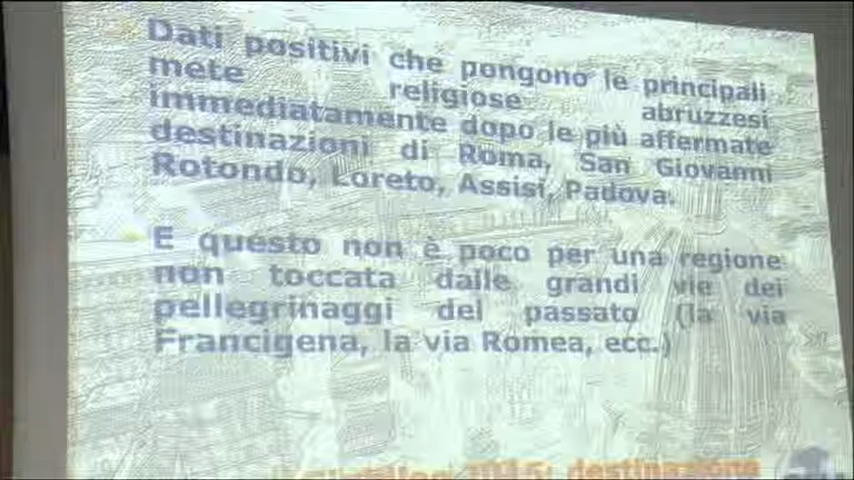 Dati positivi che pongono le principali
mete religiose abruzzesi
immediatamente dopo le più affermate
destinazioni di Roma, San Giovanni
Rotondo, Loreto, Assisi, Padova.
E questo non è poco per una regione
non toccata dalle grandi vie dei
pellegrinaggi del passato (la via
Francigena, la via Romea, ecc.)
destinazione